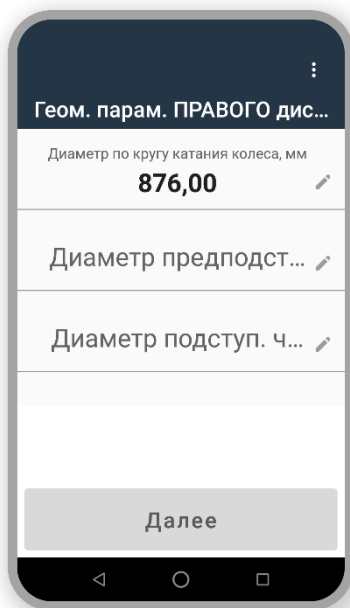 Геом. парам. ПРАВОГО дис...
Диаметр по кругу катания колеса, мм
876,00
Диаметр предподст...
Диаметр подступ. ч...
Далее